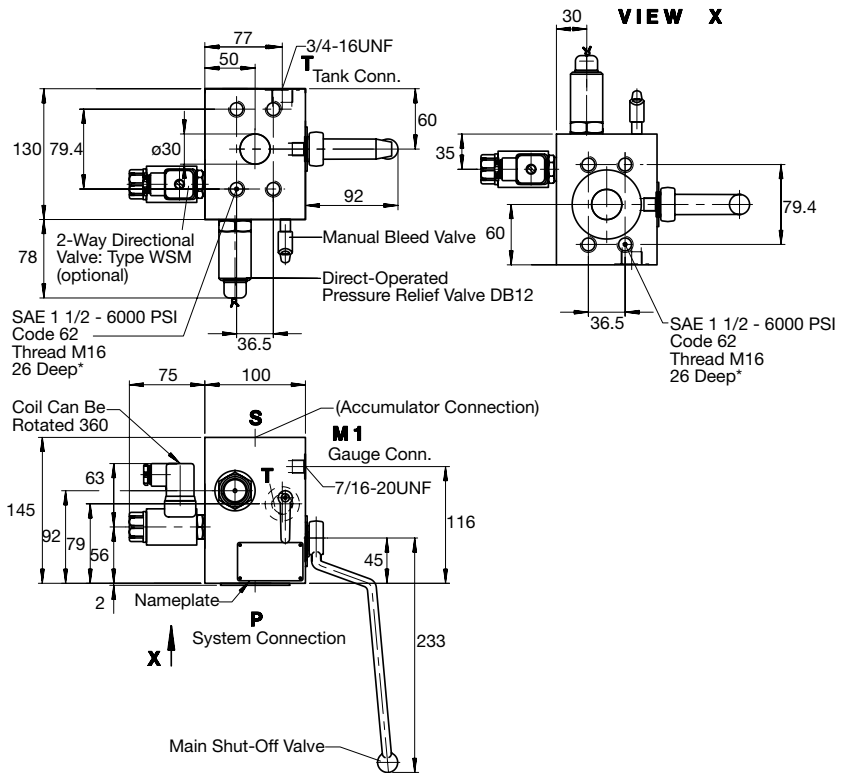 VIEW X
77
50
3/4-16UNF
T
Tank Conn.
130
79.4
ø30
60
92
2-Way Directional
Valve: Type WSM
(optional)
78
Manual Bleed Valve
Direct-Operated
Pressure Relief Valve DB12
SAE 1 1/2 - 6000 PSI
Code 62
Thread M16
26 Deep*
36.5
30
35
60
79.4
36.5
SAE 1 1/2 - 6000 PSI
Code 62
Thread M16
26 Deep*
75
100
Coil Can Be
Rotated 360
S
(Accumulator Connection)
M1
Gauge Conn.
T
7/16-20UNF
145
92
79
63
56
2
116
45
233
Nameplate
P
System Connection
X
Main Shut-Off Valve